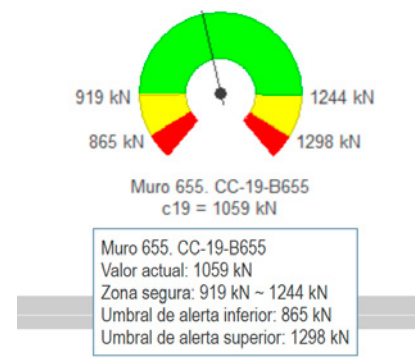 919 kN
1244 kN
865 kN
1298 kN
Muro 655. CC-19-B655
c19 = 1059 kN
Muro 655. CC-19-B655
Valor actual: 1059 kN
Zona segura: 919 kN ~ 1244 kN
Umbral de alerta inferior: 865 kN
Umbral de alerta superior: 1298 kN